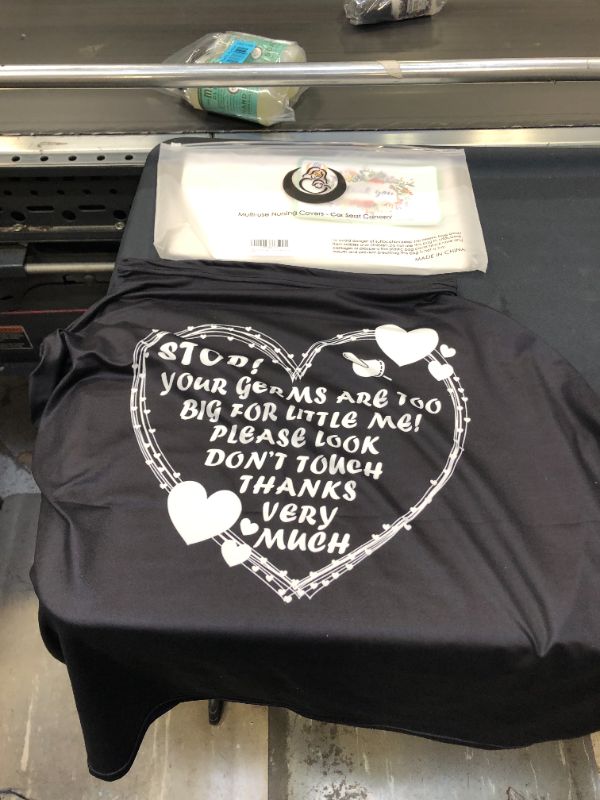 Multi-use Nursing Covers - Car Seat Canopy
MADE IN CHINA
STOP!
YOUR GERMS ARE TOO
BIG FOR LITTLE ME!
PLEASE LOOK
DON'T TOUCH
THANKS
VERY
MUCH